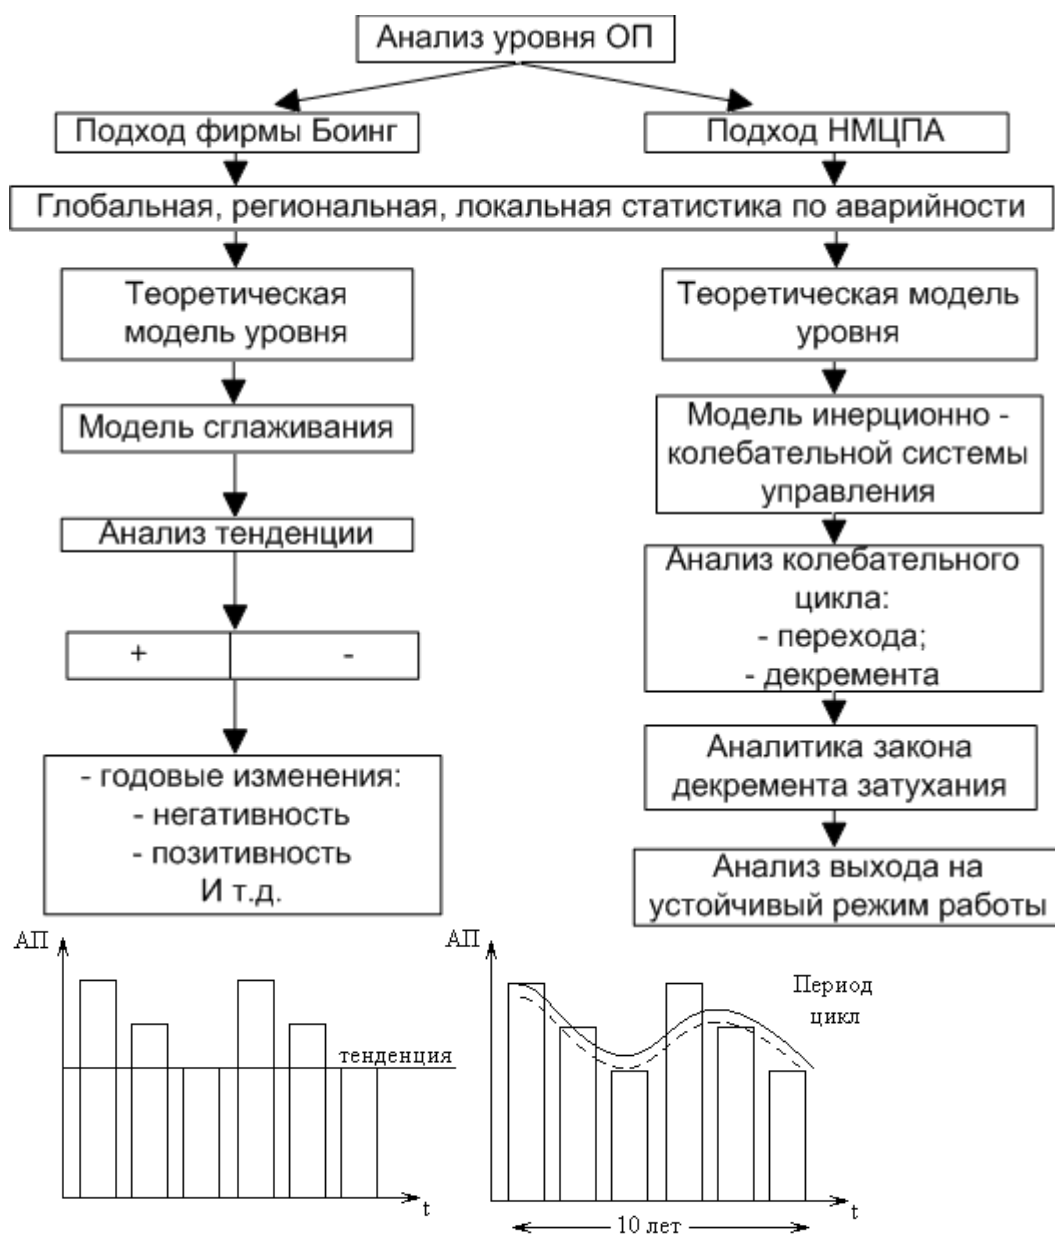 Анализ уровня ОП
Подход фирмы Боинг
Подход НМЦПА
Глобальная, региональная, локальная статистика по аварийности
Теоретическая
модель уровня
Модель сглаживания
Анализ тенденции
+ -
- годовые изменения:
- негативность
- позитивность
И т.д.
Теоретическая модель
уровня
Модель инерционно -
колебательной системы
управления
Анализ колебательного
цикла:
- перехода;
- декремента
Аналитика закона
декремента затухания
Анализ выхода на
устойчивый режим работы
АП
тенденция
t
АП
Период
цикл
t
10 лет